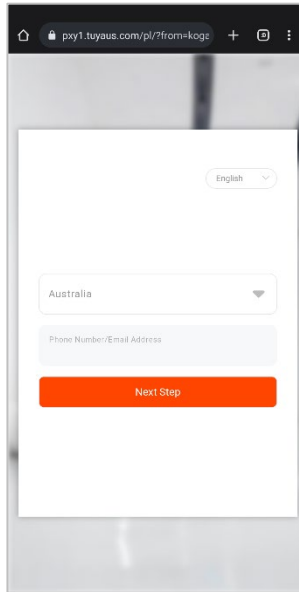 pxy1.tuyaus.com/pl/?from=koga
English
Australia
Phone Number/Email Address
Next Step